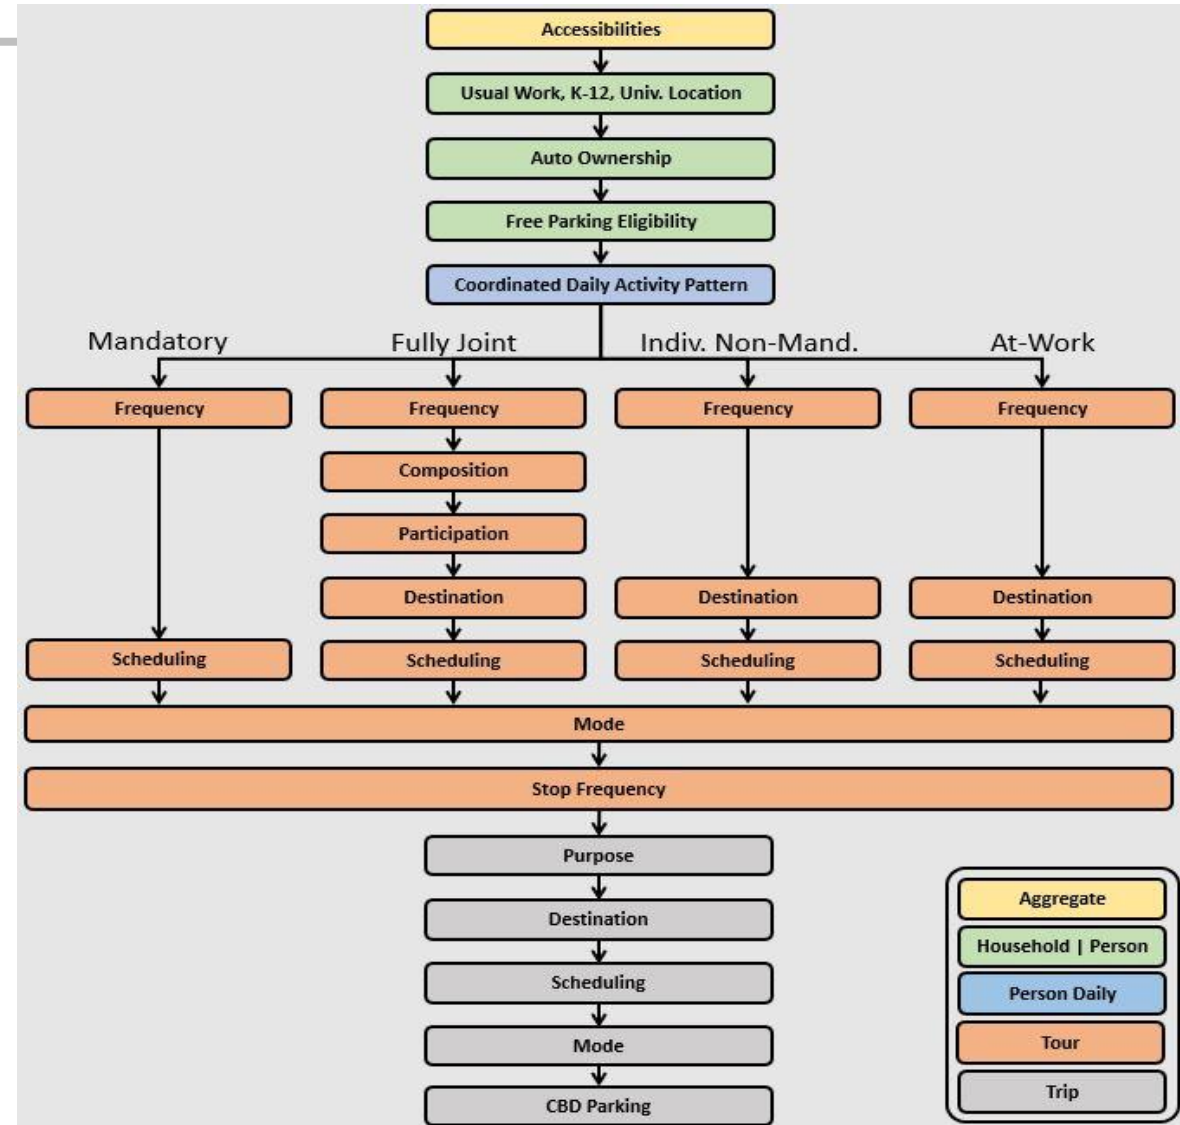 Accessibilities
Usual Work, K-12, Univ. Location
Auto Ownership
Free Parking Eligibility
Coordinated Daily Activity Pattern
Mandatory
Fully Joint
Indiv. Non-Mand.
At-Work
Frequency
Frequency
Frequency
Frequency
Composition
Participation
Destination
Destination
Destination
Scheduling
Scheduling
Scheduling
Scheduling
Mode
Stop Frequency
Purpose
Destination
Scheduling
Mode
CBD Parking
Aggregate
Household | Person
Person Daily
Tour
Trip